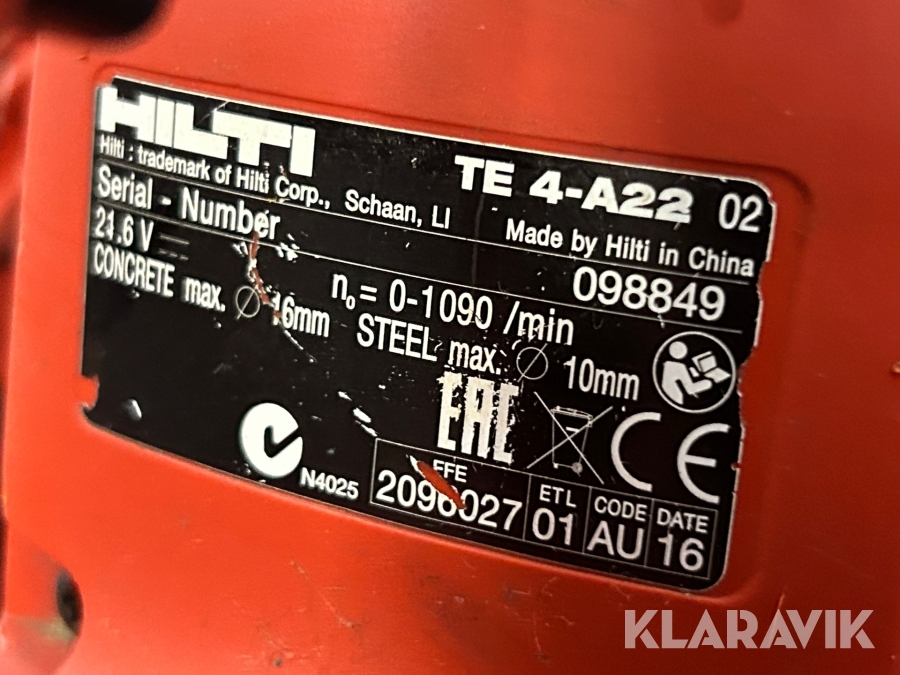 HILTI
TE 4-A22 02
Hilti : trademark of Hilti Corp., Schaan, LI
Made by Hilti in China
Serial - Number
098849
21.6 V
n₀ = 0-1090 /min
CONCRETE max. ∅ 16mm
STEEL max. ∅ 10mm
EAC
CE
N4025
FFE
2096027
ETL
01
CODE
AU
DATE
16
KLARAVIK